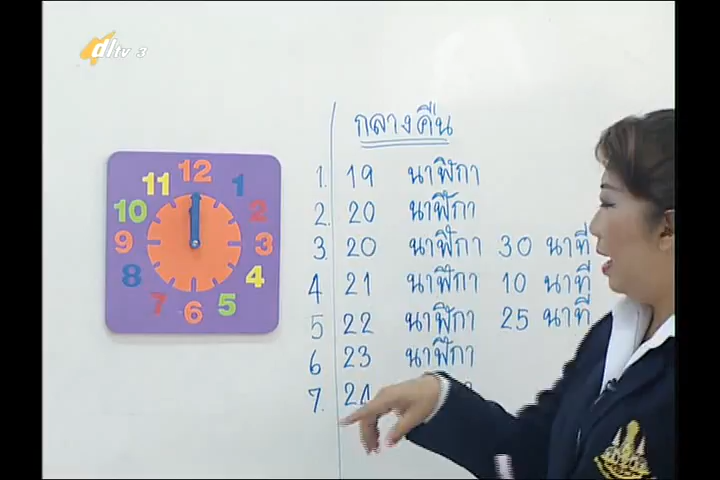 dltv 3
กลางคืน
1. 19 นาฬิกา
2. 20 นาฬิกา
3. 20 นาฬิกา 30 นาที
4 21 นาฬิกา 10 นาที
5 22 นาฬิกา 25 นาที
6 23 นาฬิกา
7. 24
12
11 1
10 2
9 3
8 4
7 5
6